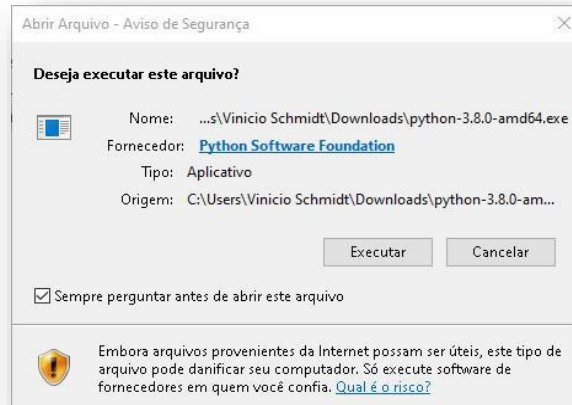 Abrir Arquivo - Aviso de Segurança
Deseja executar este arquivo?
Nome: ...s\Vinicio Schmidt\Downloads\python-3.8.0-amd64.exe
Fornecedor: Python Software Foundation
Tipo: Aplicativo
Origem: C:\Users\Vinicio Schmidt\Downloads\python-3.8.0-am...
Executar Cancelar
Sempre perguntar antes de abrir este arquivo
Embora arquivos provenientes da Internet possam ser úteis, este tipo de
arquivo pode danificar seu computador. Só execute software de
fornecedores em quem você confia. Qual é o risco?